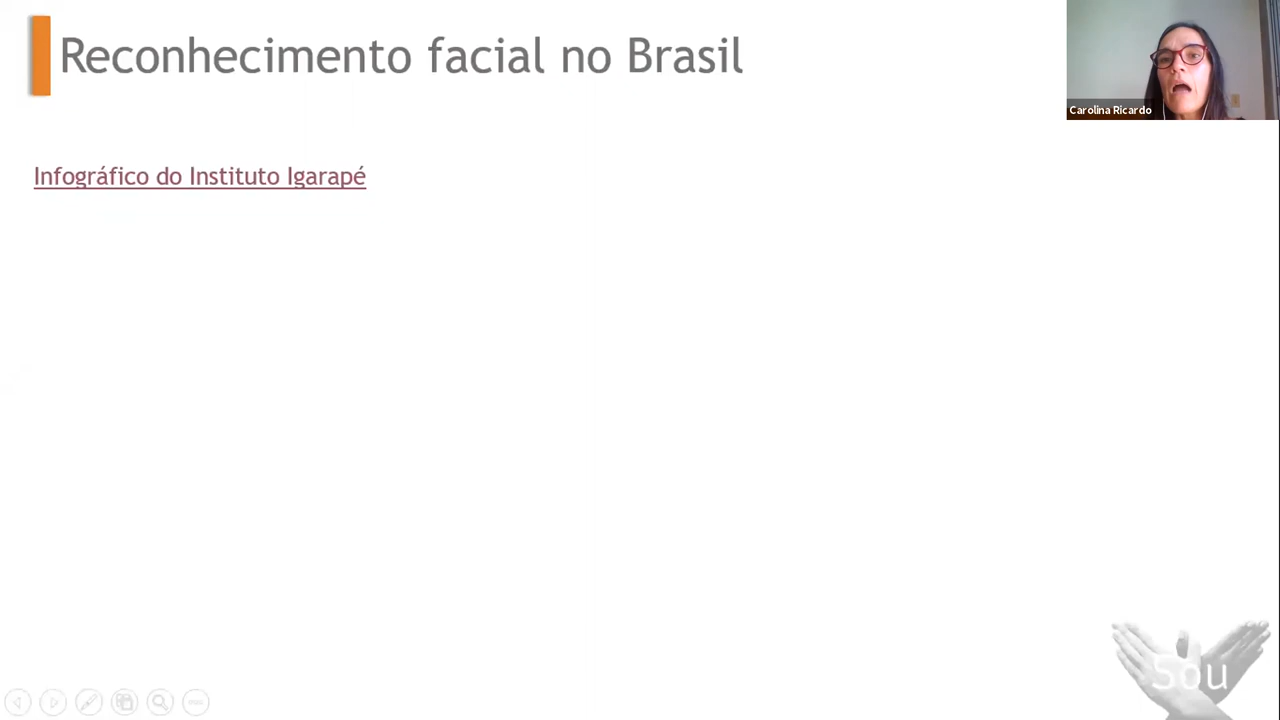 Reconhecimento facial no Brasil
Carolina Ricardo
Infográfico do Instituto Igarapé
Sou